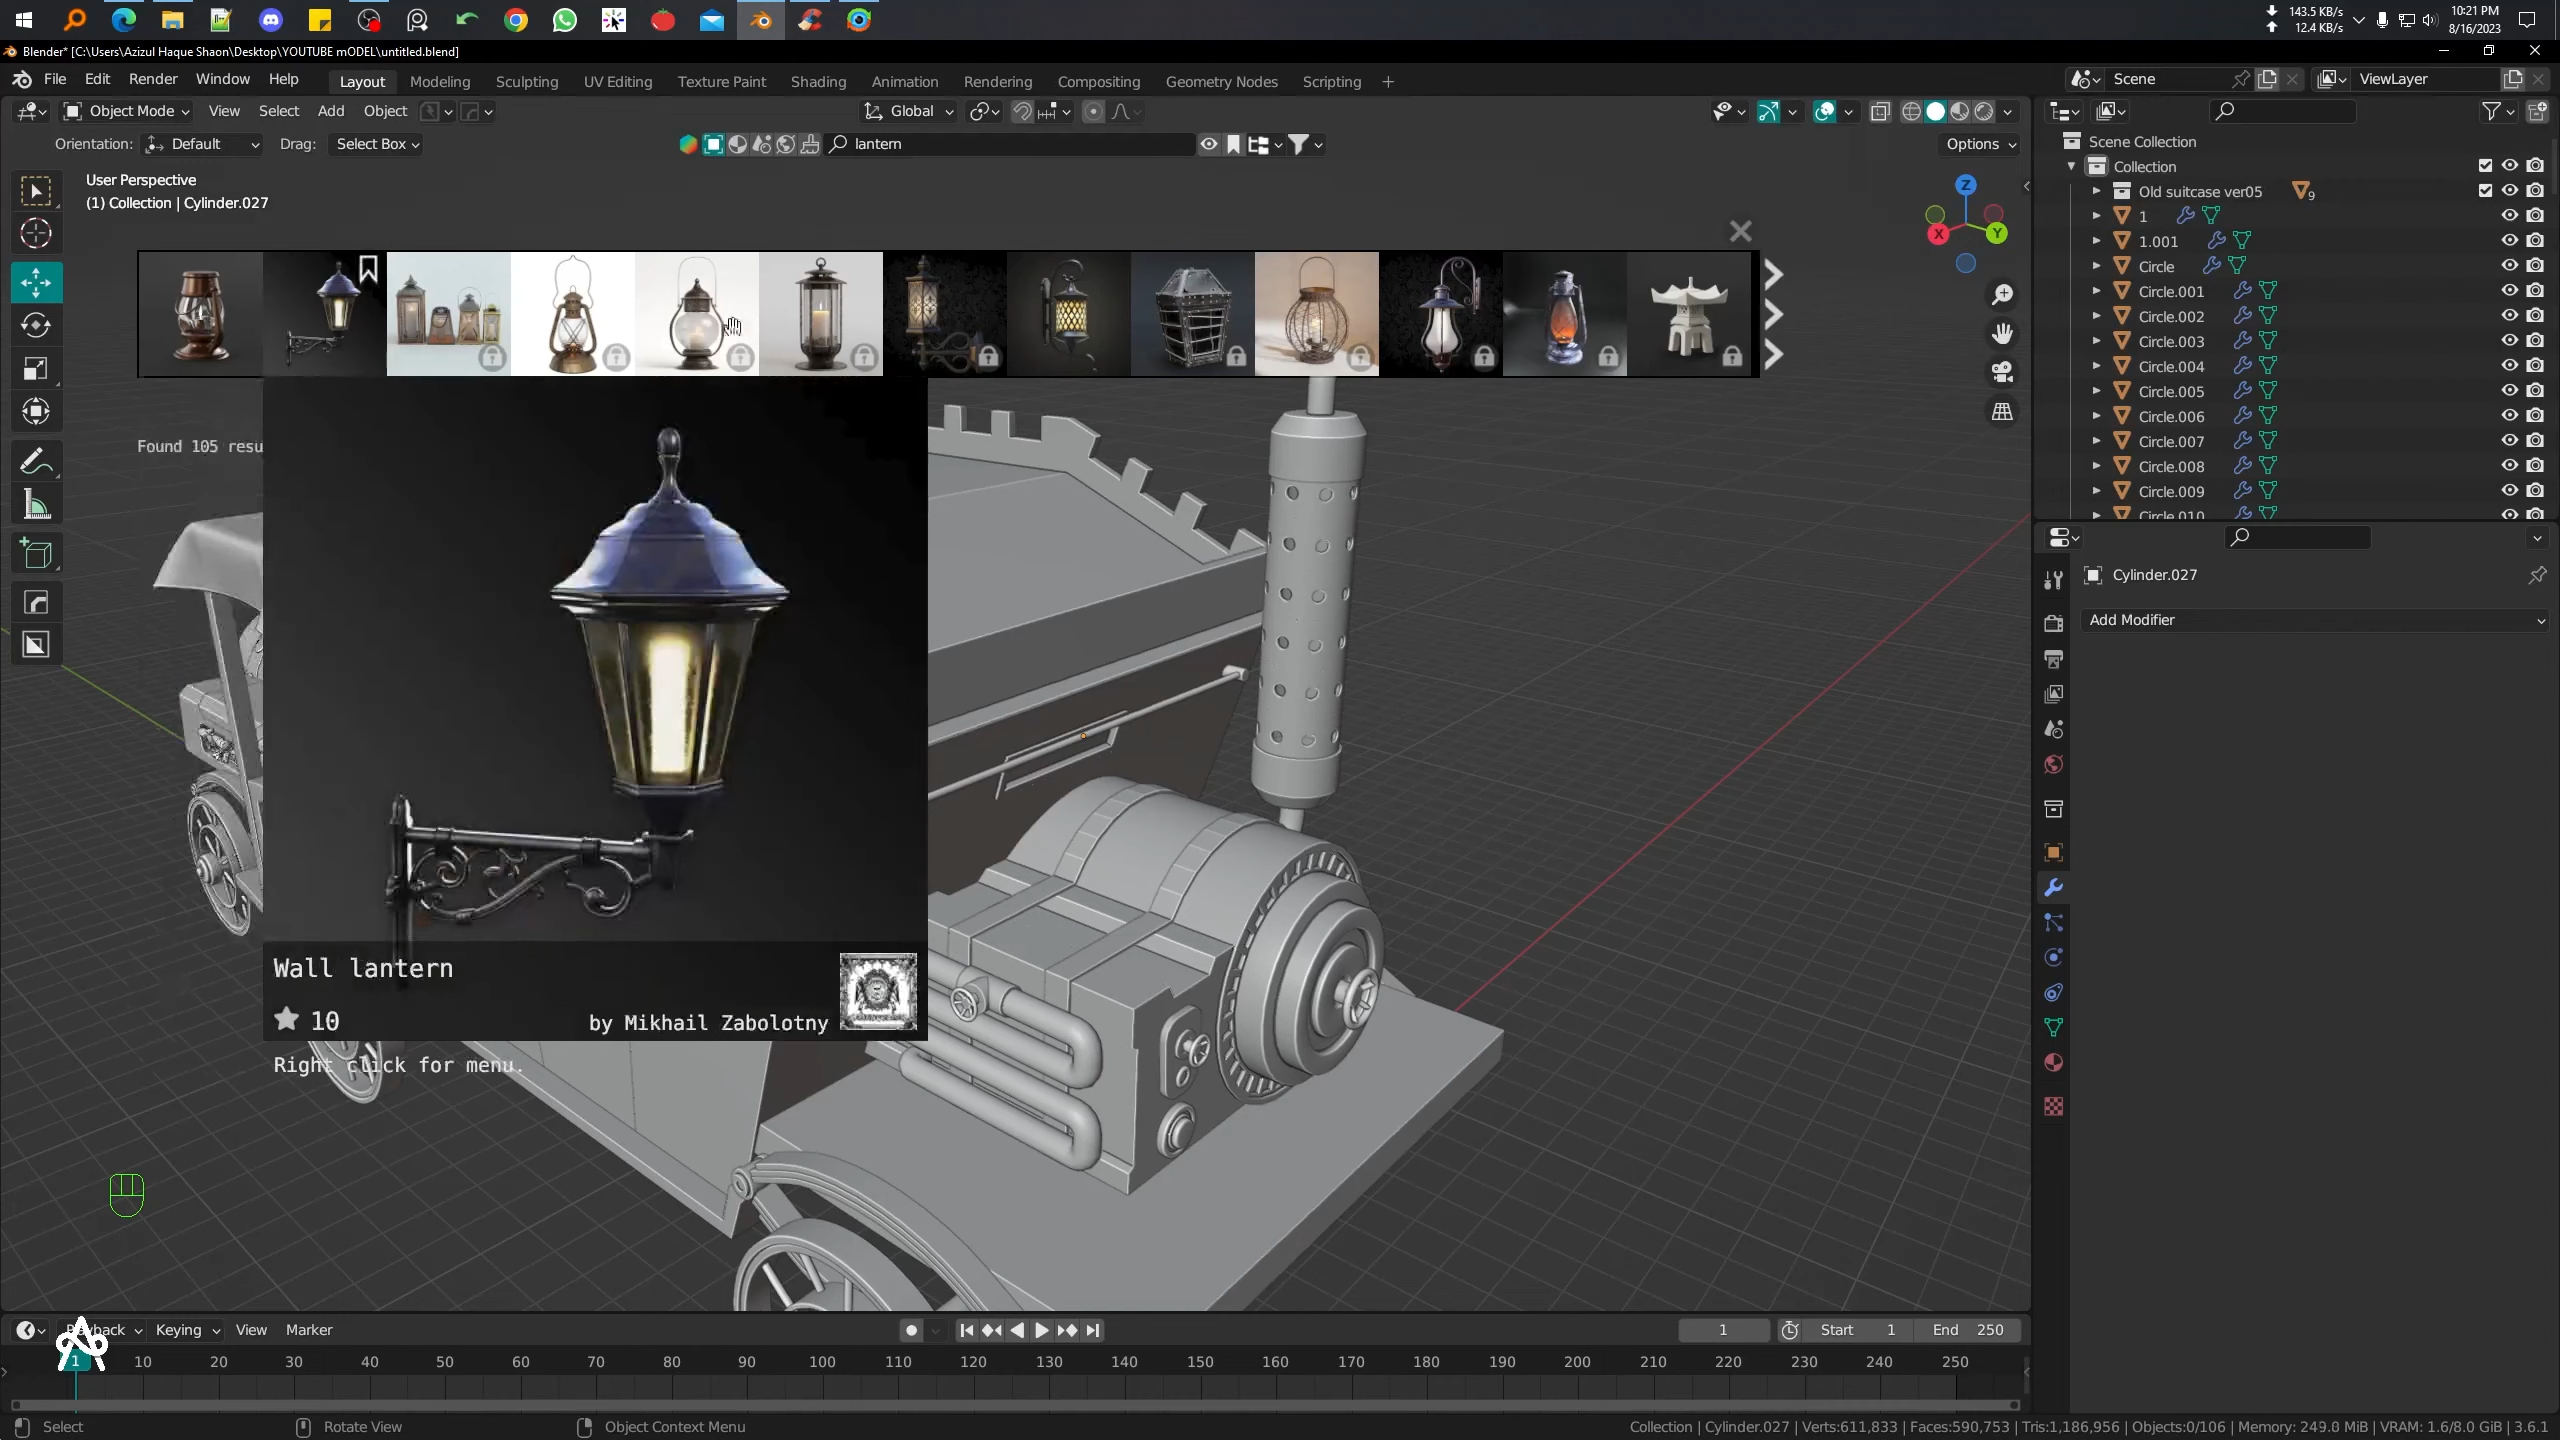 143.5 KB/s
12.4 KB/s
10:21 PM
8/16/2023
Blender* [C:\Users\Azizul Haque Shaon\Desktop\YOUTUBE mODEL\untitled.blend]
File Edit Render Window Help Layout Modeling Sculpting UV Editing Texture Paint Shading Animation Rendering Compositing Geometry Nodes Scripting + Scene ViewLayer
Object Mode View Select Add Object Global
Orientation: Default Drag: Select Box lantern Options
User Perspective
(1) Collection | Cylinder.027
Scene Collection
Collection
Old suitcase ver05 9
1
1.001
Circle
Circle.001
Circle.002
Circle.003
Circle.004
Circle.005
Circle.006
Circle.007
Circle.008
Circle.009
Circle.010
X Y Z
Found 105 resu
Cylinder.027
Add Modifier
Wall lantern
10 by Mikhail Zabolotny
Right click for menu.
Keying View Marker 1 Start 1 End 250
1 10 20 30 40 50 60 70 80 90 100 110 120 130 140 150 160 170 180 190 200 210 220 230 240 250
Select Rotate View Object Context Menu Collection | Cylinder.027 | Verts:611,833 | Faces:590,753 | Tris:1,186,956 | Objects:0/106 | Memory: 249.0 MiB | VRAM: 1.6/8.0 GiB | 3.6.1